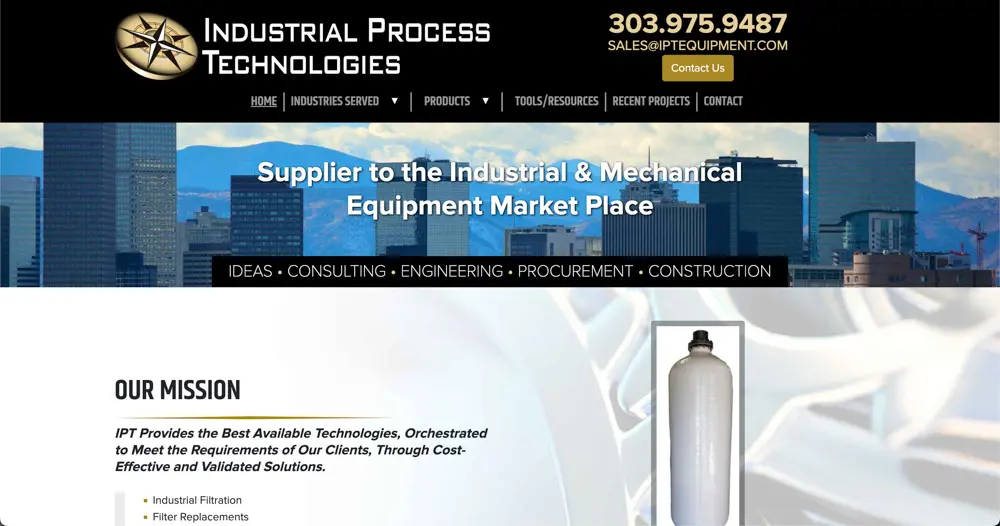 INDUSTRIAL PROCESS
TECHNOLOGIES
303.975.9487
SALES@IPTEQUIPMENT.COM
Contact Us
HOME
INDUSTRIES SERVED
PRODUCTS
TOOLS/RESOURCES
RECENT PROJECTS
CONTACT
Supplier to the Industrial & Mechanical
Equipment Market Place
IDEAS • CONSULTING • ENGINEERING • PROCUREMENT • CONSTRUCTION
OUR MISSION
IPT Provides the Best Available Technologies, Orchestrated
to Meet the Requirements of Our Clients, Through Cost-
Effective and Validated Solutions.
Industrial Filtration
Filter Replacements